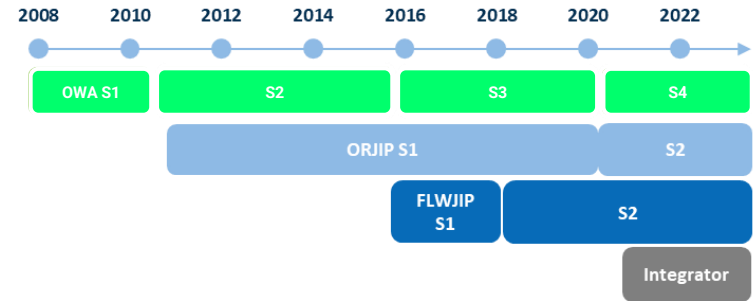 2008 2010 2012 2014 2016 2018 2020 2022
OWA S1 S2 S3 S4
ORJIP S1 S2
FLWJIP
S1 S2
Integrator